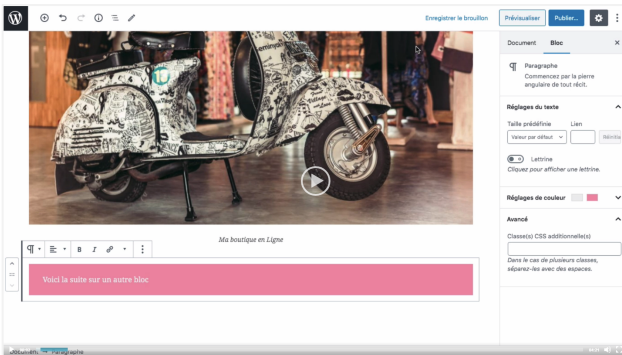 Enregistrer le brouillon
Prévisualiser
Publier...
Document
Bloc
Paragraphe
Commencez par la pierre
angulaire de tout récit.
Réglages du texte
Taille prédéfinie
Lien
Valeur par défaut
Lettrine
Cliquez pour afficher une lettrine.
Réglages de couleur
Avancé
Classe(s) CSS additionnelle(s)
Dans le cas de plusieurs classes,
séparez-les avec des espaces.
Ma boutique en Ligne
B I
Voici la suite sur un autre bloc
Document
Paragraphe